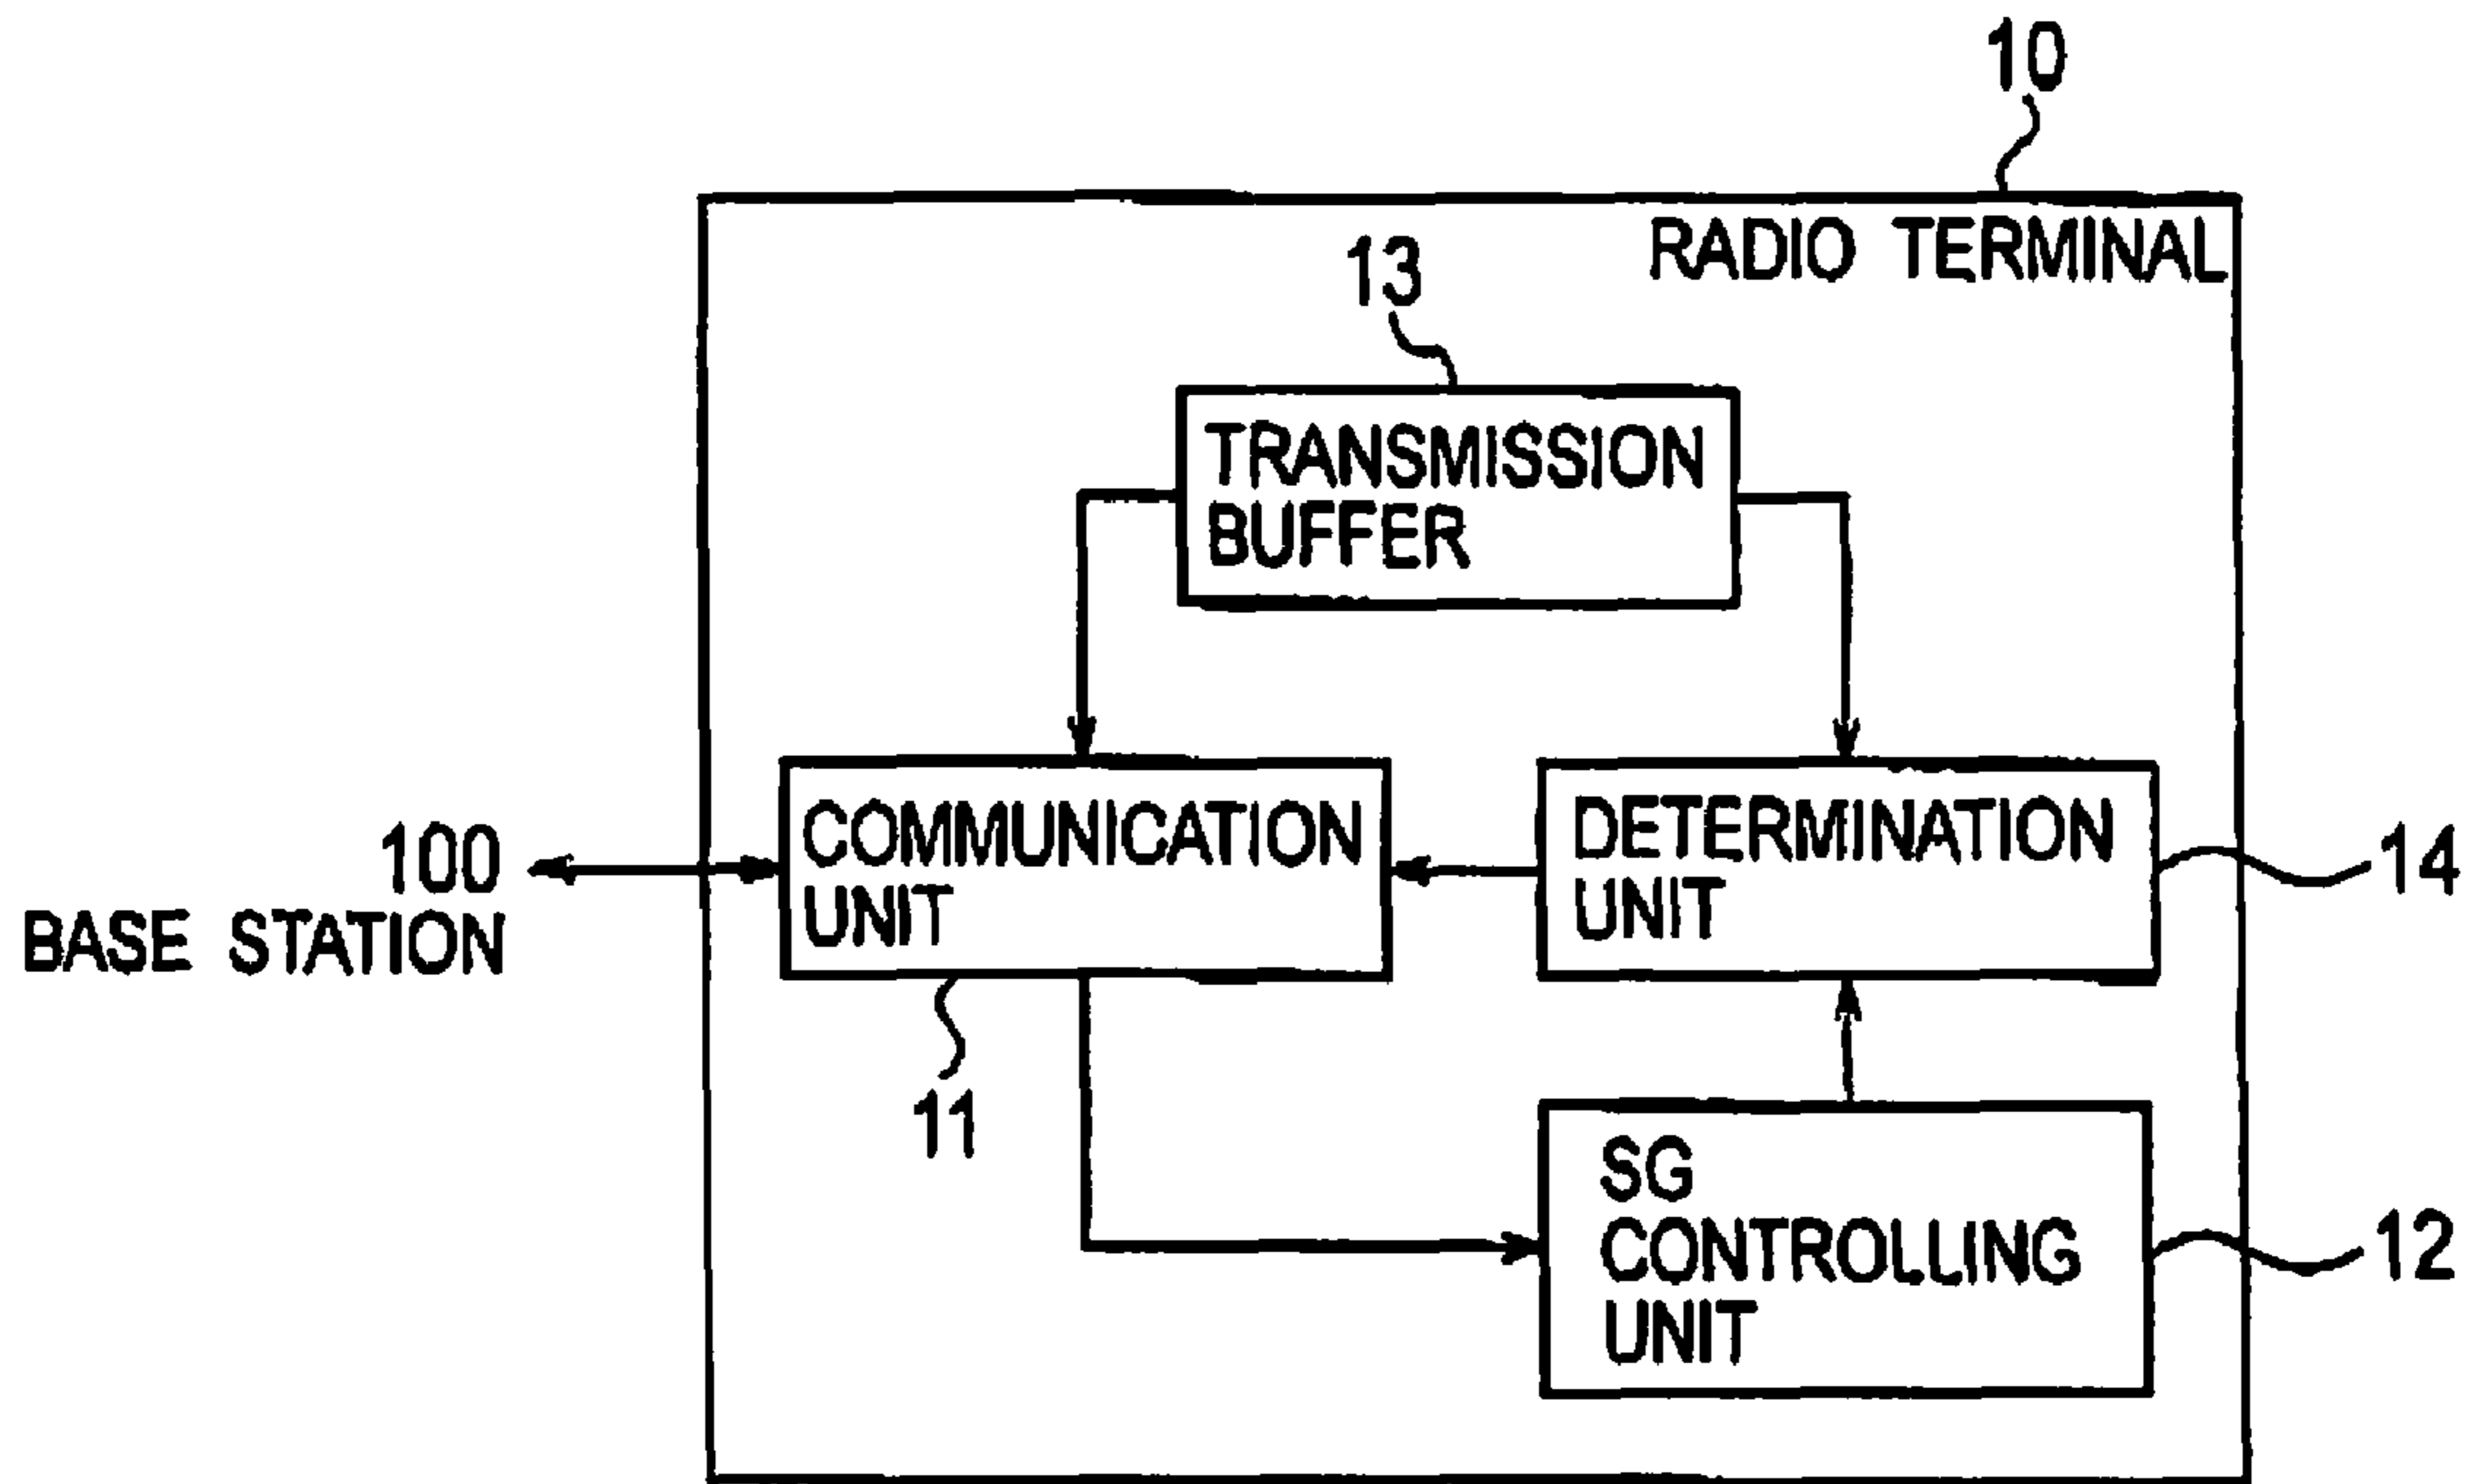 10
RADIO TERMINAL
13
TRANSMISSION
BUFFER
100
BASE STATION
COMMUNICATION
UNIT
11
DETERMINATION
UNIT
14
SG
CONTROLLING
UNIT
12